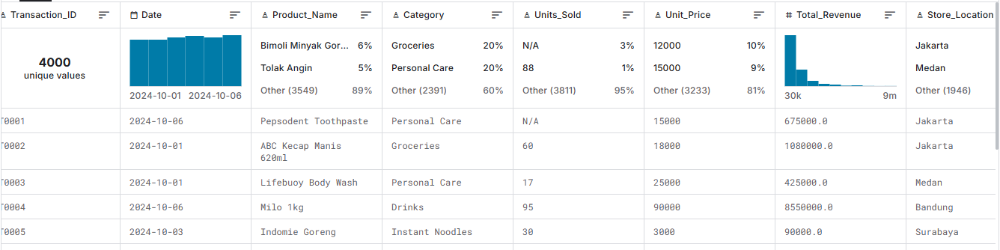 Transaction_ID Date Product_Name Category Units_Sold Unit_Price # Total_Revenue Store_Location
Bimoli Minyak Gor... 6% Groceries 20% N/A 3% 12000 10% Jakarta
4000
unique values
Tolak Angin 5% Personal Care 20% 88 1% 15000 9% Medan
Other (3549) 89% Other (2391) 60% Other (3811) 95% Other (3233) 81% Other (1946)
2024-10-01 2024-10-06 30k 9m
T0001 2024-10-06 Pepsodent Toothpaste Personal Care N/A 15000 675000.0 Jakarta
T0002 2024-10-01 ABC Kecap Manis Groceries 60 18000 1080000.0 Jakarta
620ml
T0003 2024-10-01 Lifebuoy Body Wash Personal Care 17 25000 425000.0 Medan
T0004 2024-10-06 Milo 1kg Drinks 95 90000 8550000.0 Bandung
T0005 2024-10-03 Indomie Goreng Instant Noodles 30 3000 90000.0 Surabaya